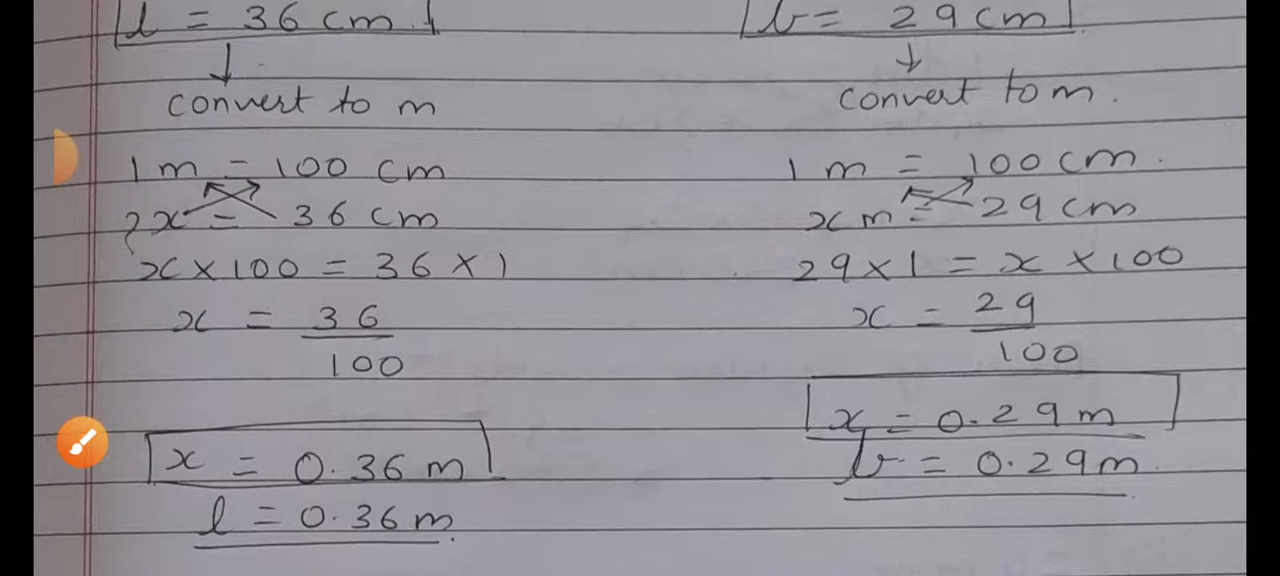 l = 36 cm.
↓
convert to m
1 m = 100 cm
? x = 36 cm
x × 100 = 36 × 1
x = 36
100
x = 0.36 m
l = 0.36 m.
b = 29 cm
↓
convert to m.
1 m = 100 cm.
x m = 29 cm
29 × 1 = x × 100
x = 29
100
x = 0.29 m
b = 0.29 m.